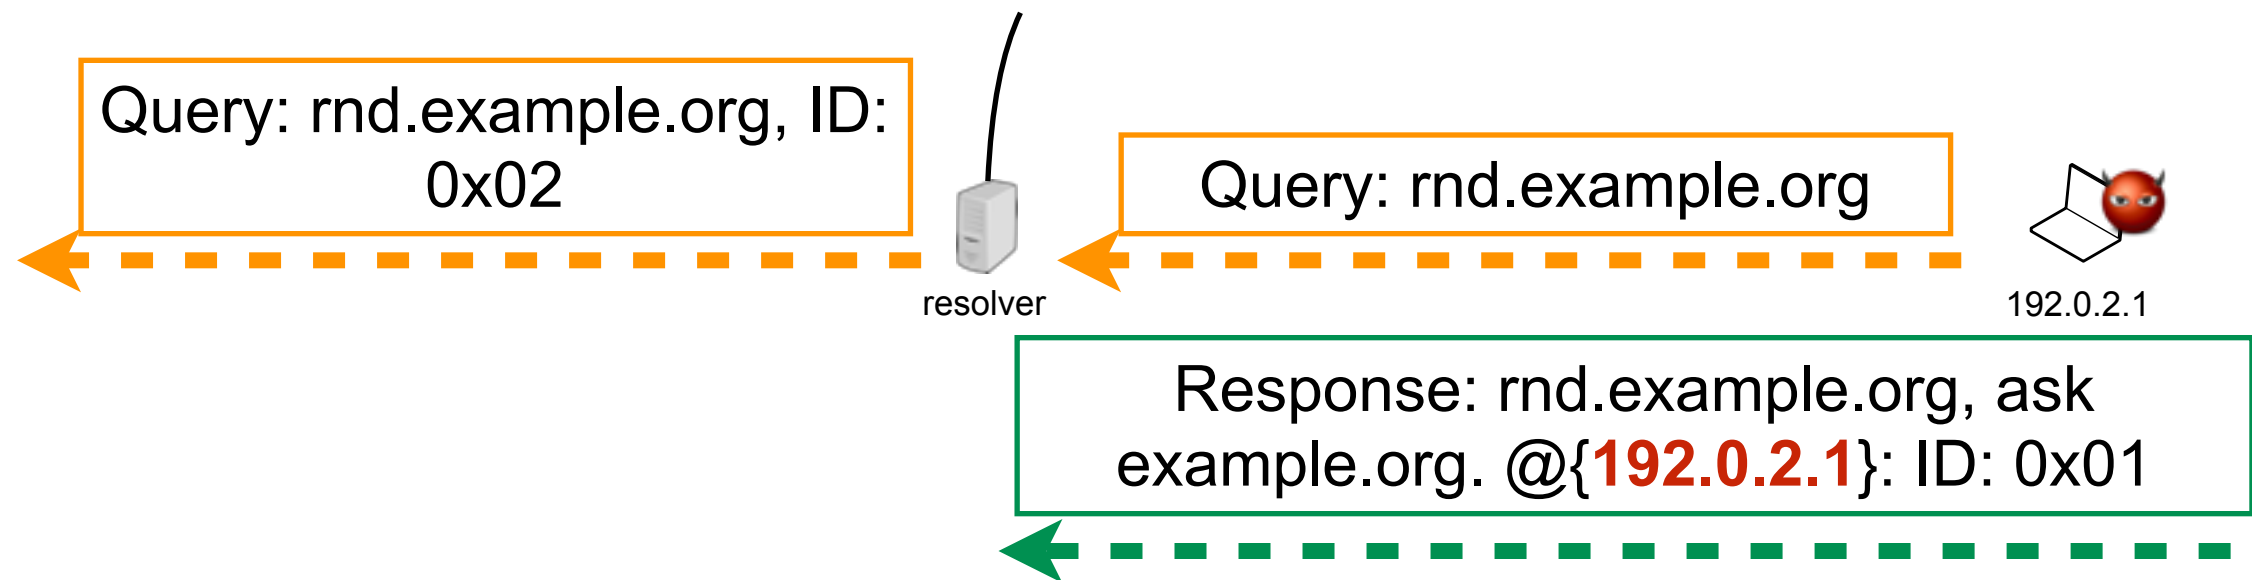 Query: rnd.example.org, ID:
0x02
Query: rnd.example.org
resolver
192.0.2.1
Response: rnd.example.org, ask
example.org. @{192.0.2.1}: ID: 0x01